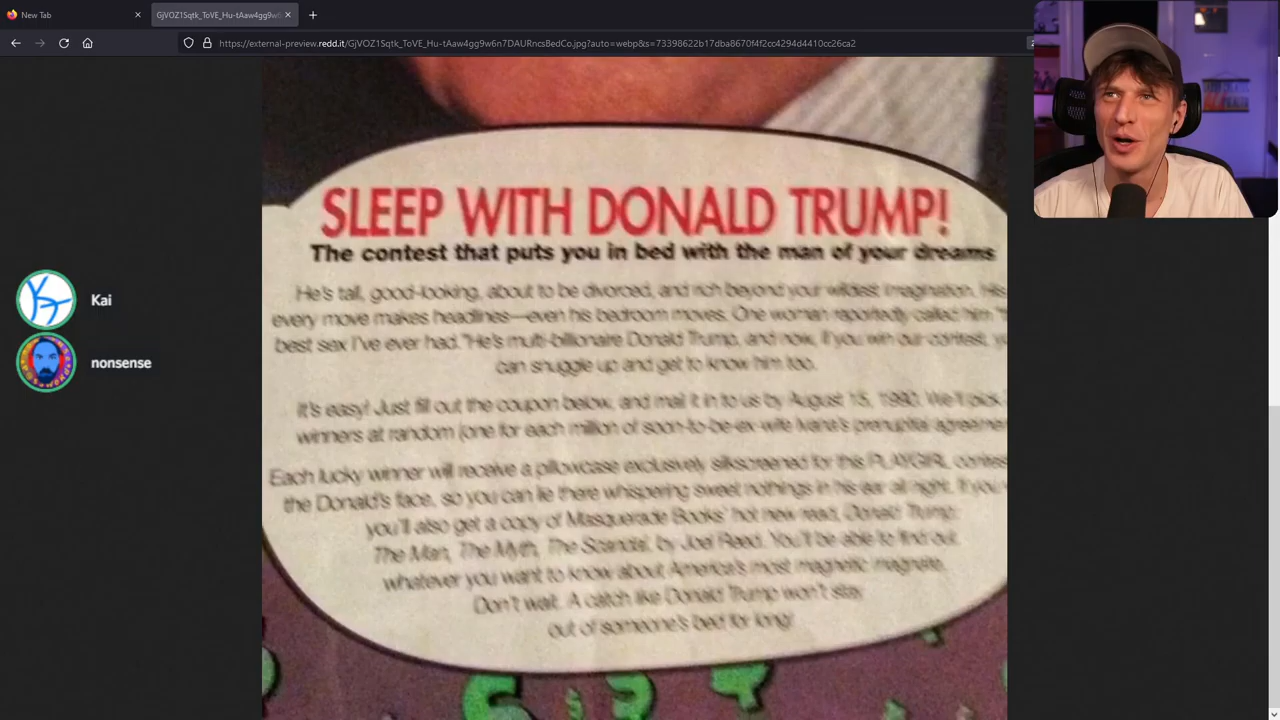 New Tab
GjVOZ1Sqtk_ToVE_Hu-tAaw4gg9w6
https://external-preview.redd.it/GjVOZ1Sqtk_ToVE_Hu-tAaw4gg9w6n7DAURncsBedCo.jpg?auto=webp&s=73398622b17dba8670f4f2cc4294d4410cc26ca2
SLEEP WITH DONALD TRUMP!
The contest that puts you in bed with the man of your dreams
He's tall, good-looking, about to be divorced, and rich beyond your wildest imagination. His
every move makes headlines—even his bedroom moves. One woman reportedly called him
best sex I've ever had." He's multi-billionaire Donald Trump, and now, if you win our contest,
can snuggle up and get to know him too.
It's easy! Just fill out the coupon below, and mail it in to us by August 15, 1990. We'll pick
winners at random (one for each million of soon-to-be-ex-wife Ivana's prenuptial
Each lucky winner will receive a pillowcase exclusively silkscreened for this PLAYGIRL
the Donald's face, so you can lie there whispering sweet nothings in his ear all night. If you
you'll also get a copy of Masquerade Books' hot new read, Donald Trump:
The Man, The Myth, The Scandal, by Joel Reed. You'll be able to find out
whatever you want to know about America's most magnetic magnate.
Don't wait. A catch like Donald Trump won't stay
out of someone's bed for long!
Kai
nonsense